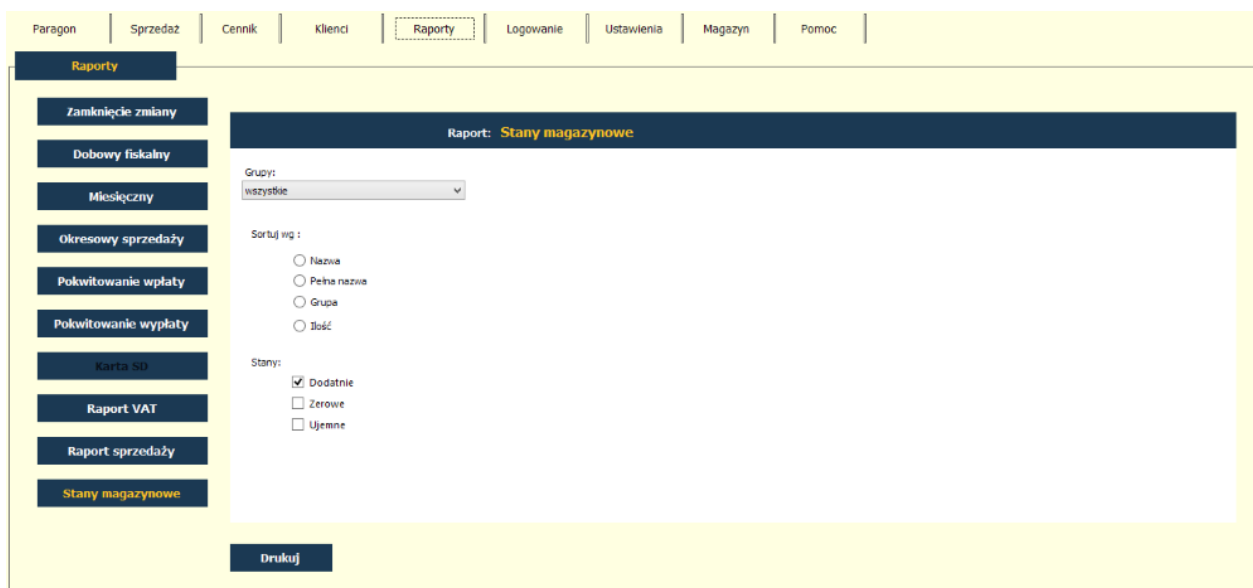 Paragon Sprzedaż Cennik Klienci Raporty Logowanie Ustawienia Magazyn Pomoc
Raporty
Zamknięcie zmiany
Dobowy fiskalny
Miesięczny
Okresowy sprzedaży
Pokwitowanie wpłaty
Pokwitowanie wypłaty
Karta SD
Raport VAT
Raport sprzedaży
Stany magazynowe
Raport: Stany magazynowe
Grupy:
wszystkie
Sortuj wg :
Nazwa
Pełna nazwa
Grupa
Ilość
Stany:
Dodatnie
Zerowe
Ujemne
Drukuj